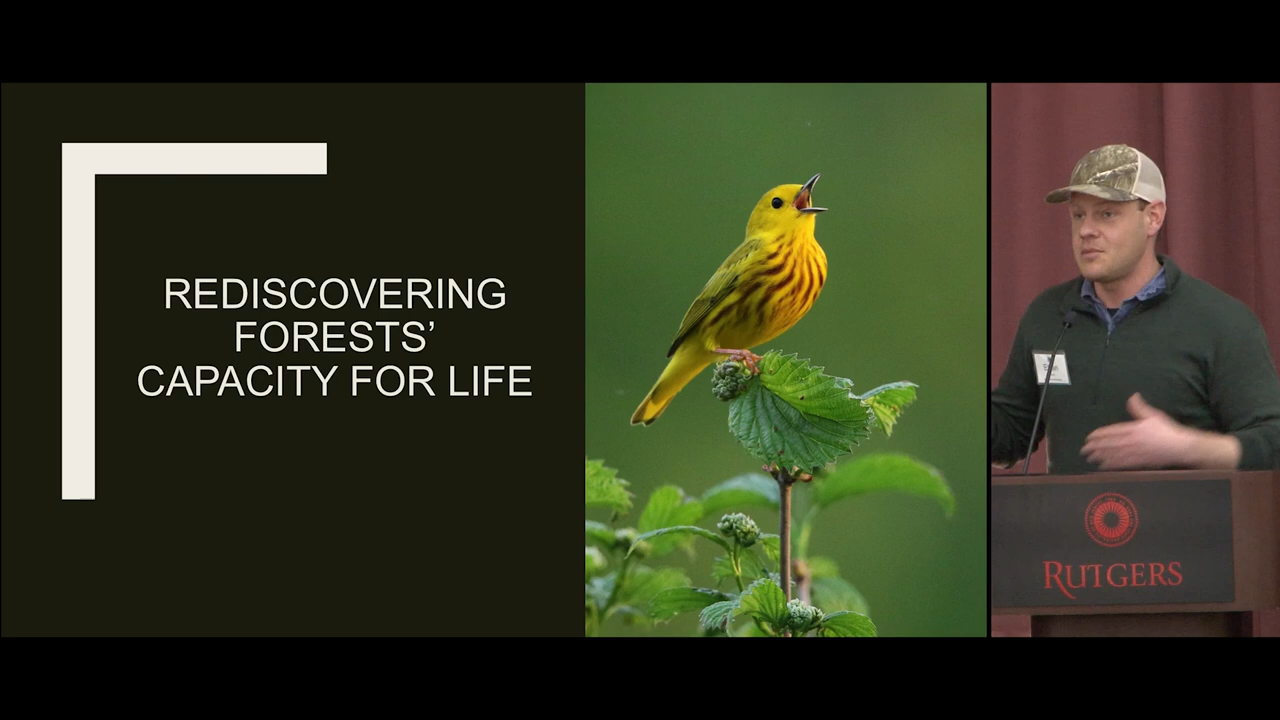 REDISCOVERING
FORESTS’
CAPACITY FOR LIFE
RUTGERS